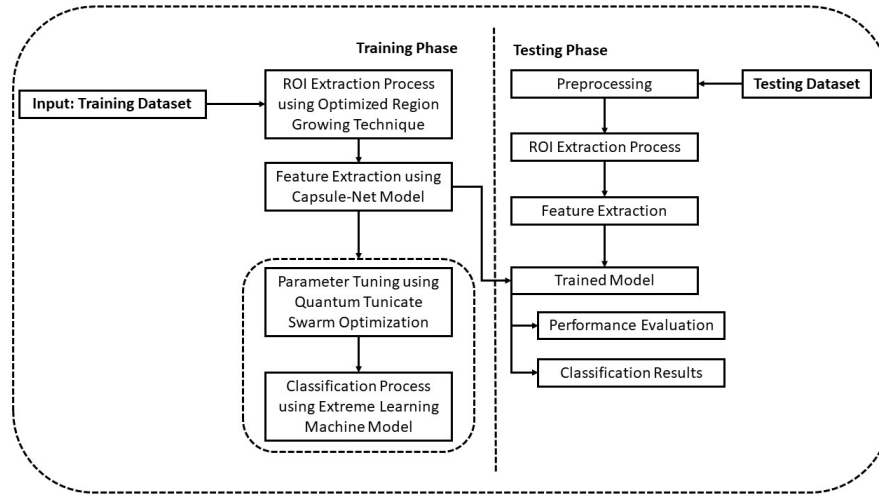 Training Phase
Input: Training Dataset
ROI Extraction Process
using Optimized Region
Growing Technique
Feature Extraction using
Capsule-Net Model
Parameter Tuning using
Quantum Tunicate
Swarm Optimization
Classification Process
using Extreme Learning
Machine Model
Testing Phase
Preprocessing
Testing Dataset
ROI Extraction Process
Feature Extraction
Trained Model
Performance Evaluation
Classification Results